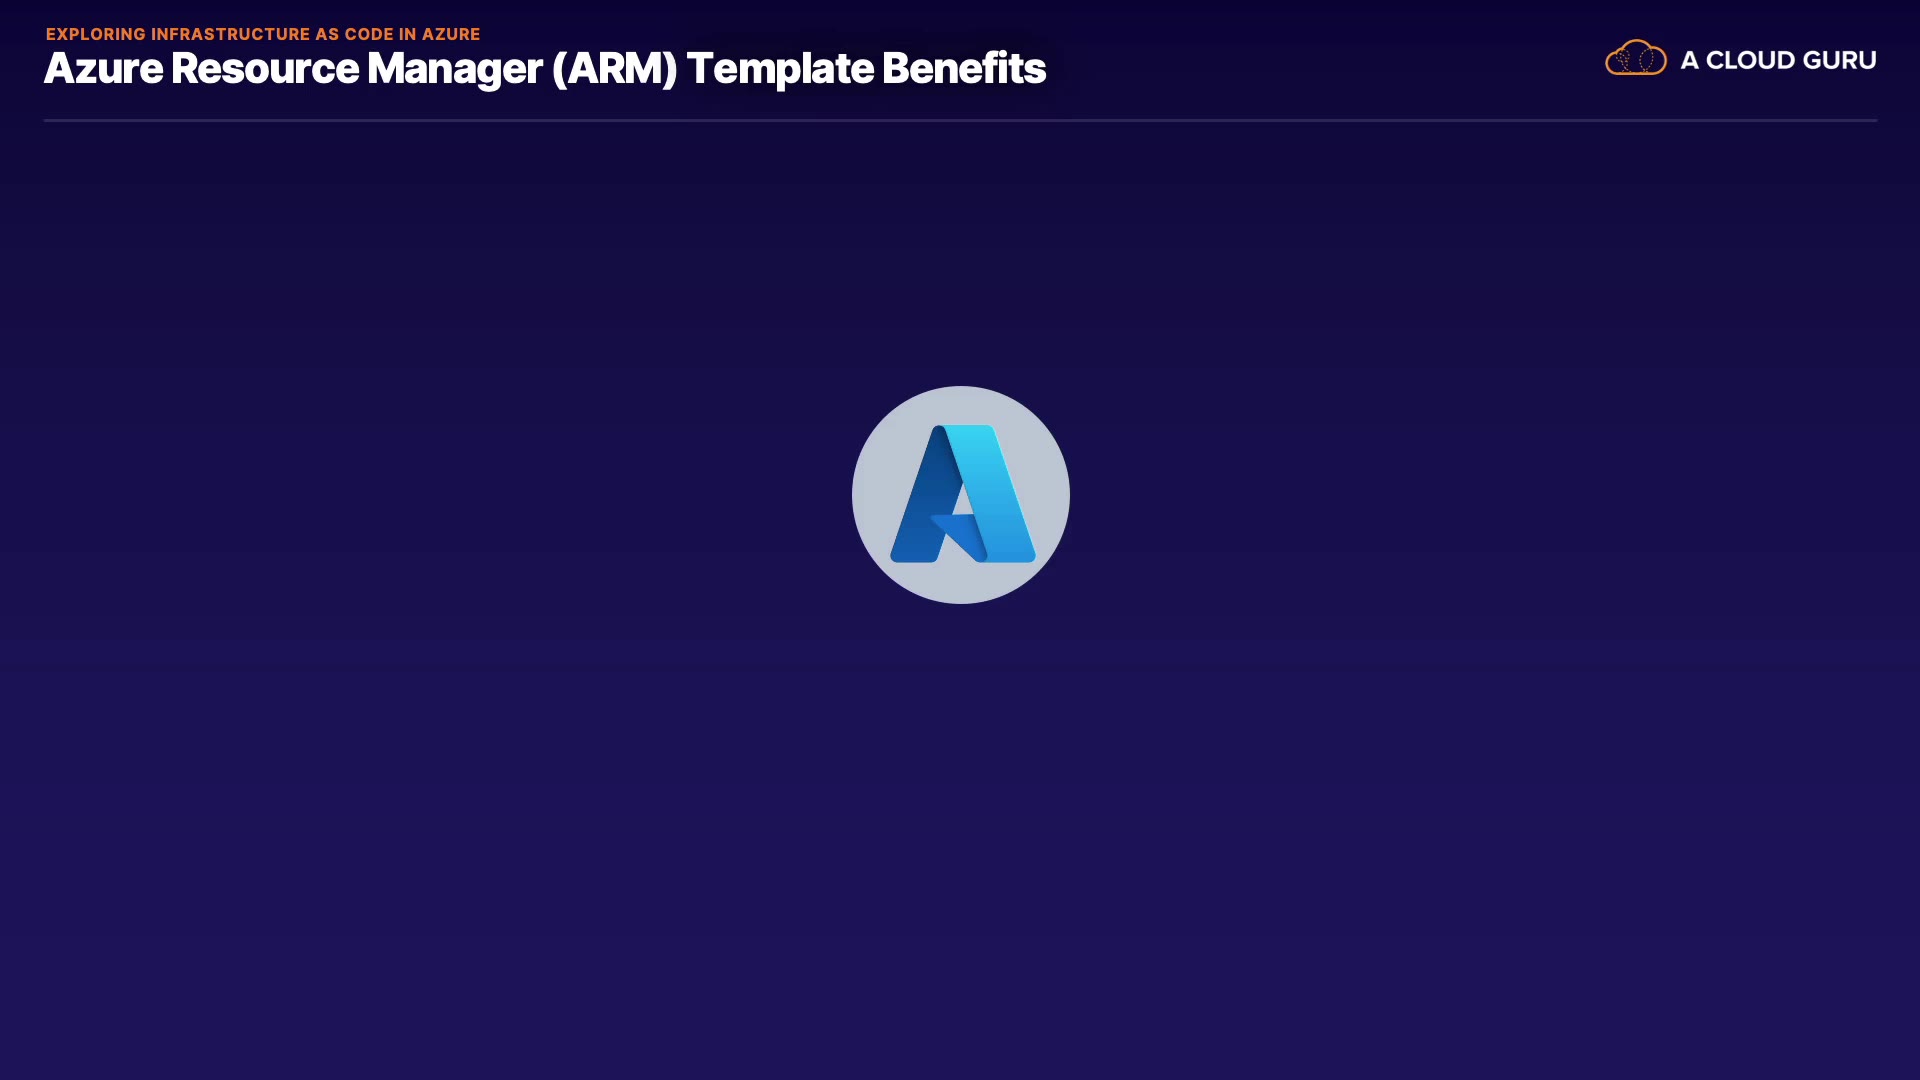 EXPLORING INFRASTRUCTURE AS CODE IN AZURE
Azure Resource Manager (ARM) Template Benefits
A CLOUD GURU